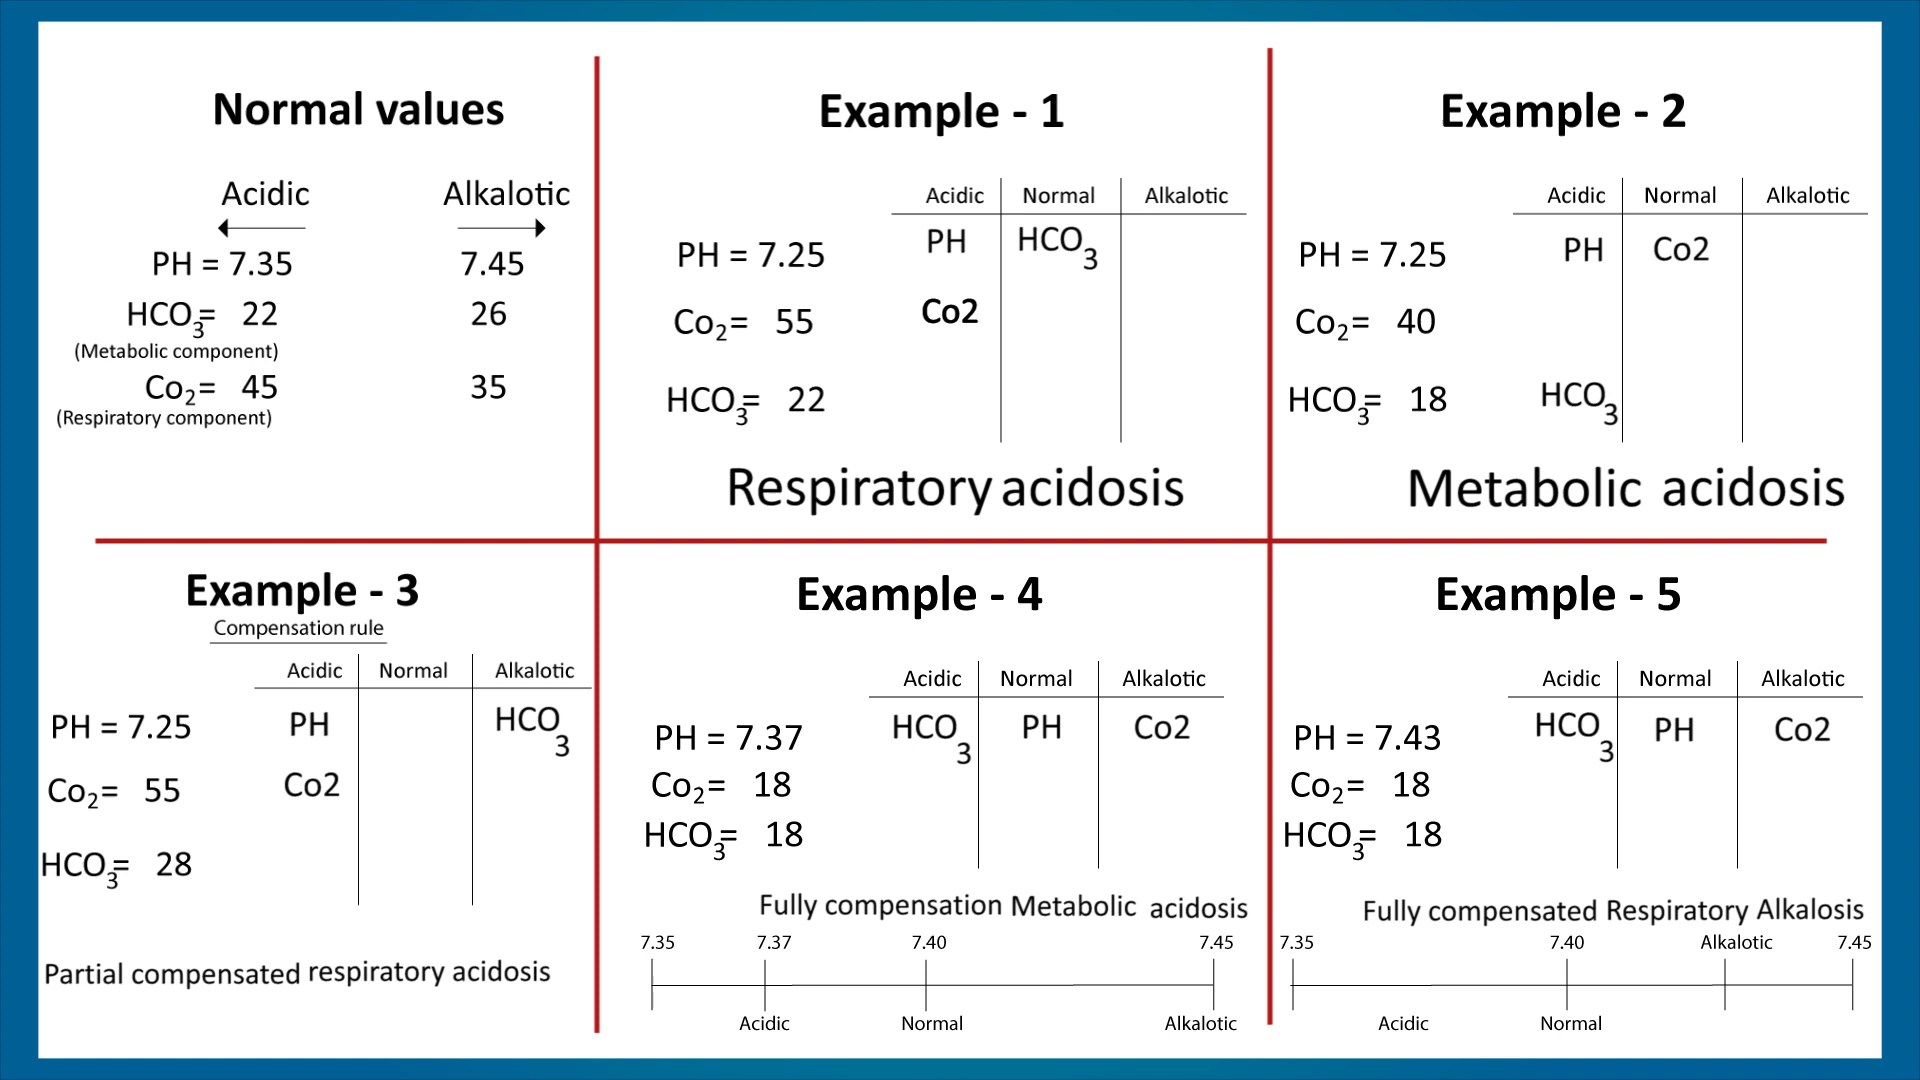 Normal values
Acidic Alkalotic
PH = 7.35 7.45
HCO3= 22 26
(Metabolic component)
Co2= 45 35
(Respiratory component)
Example - 1
Acidic Normal Alkalotic
PH = 7.25 PH HCO3
Co2= 55 Co2
HCO3= 22
Respiratory acidosis
Example - 2
Acidic Normal Alkalotic
PH = 7.25 PH Co2
Co2= 40
HCO3= 18 HCO3
Metabolic acidosis
Example - 3
Compensation rule
Acidic Normal Alkalotic
PH = 7.25 PH HCO3
Co2= 55 Co2
HCO3= 28
Partial compensated respiratory acidosis
Example - 4
Acidic Normal Alkalotic
PH = 7.37 HCO3 PH Co2
Co2= 18
HCO3= 18
Fully compensation Metabolic acidosis
7.35 7.37 7.40 7.45
Acidic Normal Alkalotic
Example - 5
Acidic Normal Alkalotic
PH = 7.43 HCO3 PH Co2
Co2= 18
HCO3= 18
Fully compensated Respiratory Alkalosis
7.35 7.40 Alkalotic 7.45
Acidic Normal